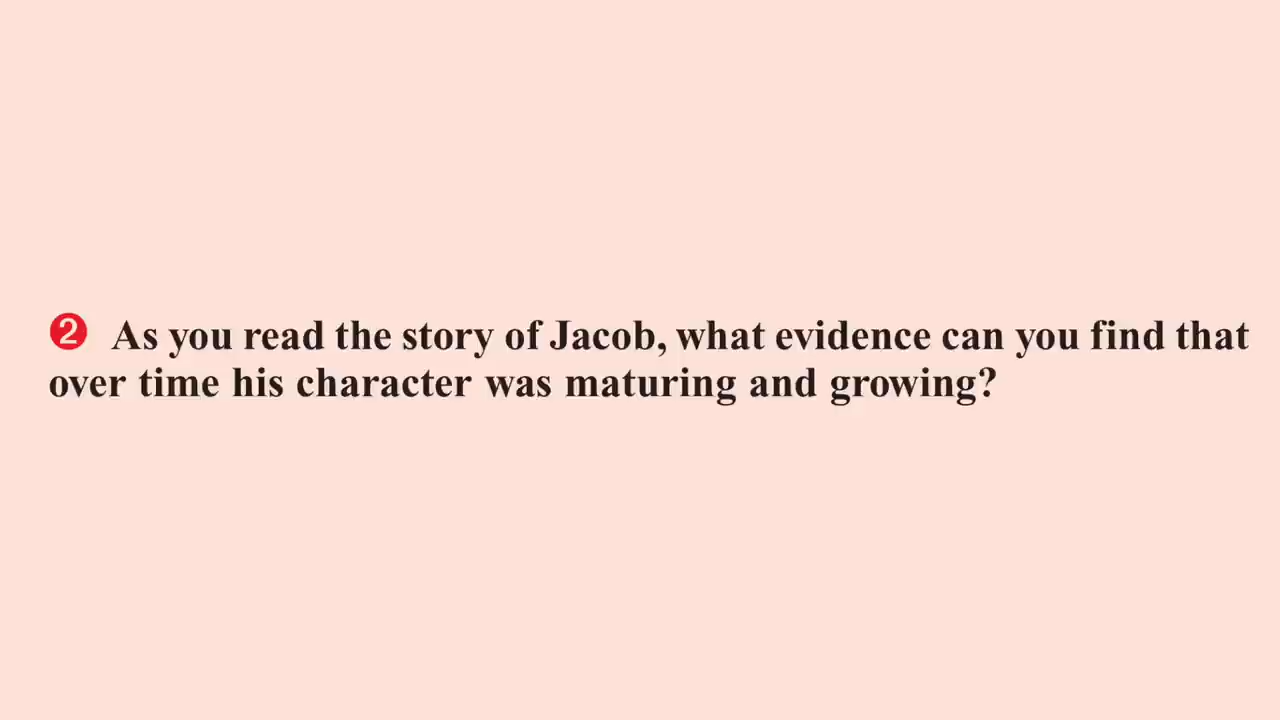 ❷ As you read the story of Jacob, what evidence can you find that
over time his character was maturing and growing?